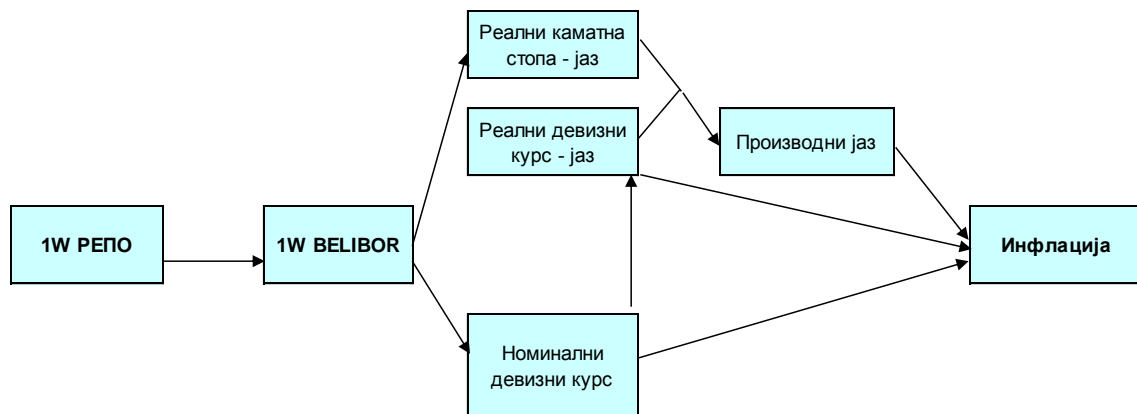 Реални каматна
стопа - јаз
Реални девизни
курс - јаз
Производни јаз
1W РЕПО
1W BELIBOR
Инфлација
Номинални
девизни курс